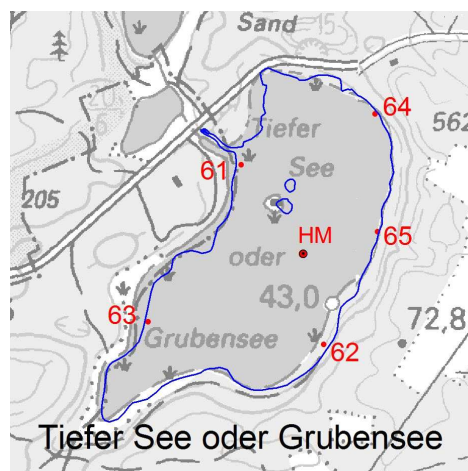 Sand
15
64
Tiefer
562
61
See
205
HM
65
oder
43,0
63
Grubensee
72,8
62
Tiefer See oder Grubensee